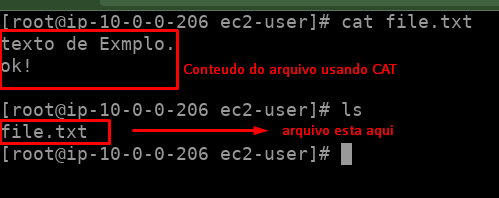 [root@ip-10-0-0-206 ec2-user]# cat file.txt
texto de Exmplo.
ok!
Conteudo do arquivo usando CAT
[root@ip-10-0-0-206 ec2-user]# ls
file.txt arquivo esta aqui
[root@ip-10-0-0-206 ec2-user]#